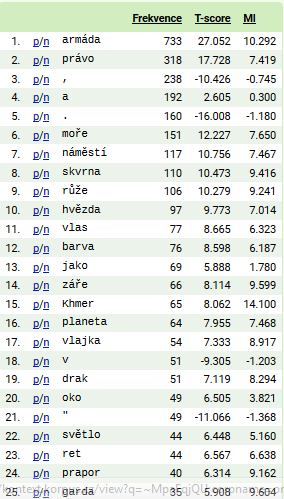 Frekvence T-score MI
1. p/n armáda 733 27.052 10.292
2. p/n právo 318 17.728 7.419
3. p/n , 238 -10.426 -0.745
4. p/n a 192 2.605 0.300
5. p/n . 160 -16.008 -1.180
6. p/n moře 151 12.227 7.650
7. p/n náměstí 117 10.756 7.467
8. p/n skvrna 110 10.473 9.416
9. p/n růže 106 10.279 9.241
10. p/n hvězda 97 9.773 7.014
11. p/n vlas 77 8.665 6.323
12. p/n barva 76 8.598 6.187
13. p/n jako 69 5.888 1.780
14. p/n záře 66 8.114 9.599
15. p/n Khmer 65 8.062 14.100
16. p/n planeta 64 7.955 7.468
17. p/n vlajka 54 7.333 8.917
18. p/n v 51 -9.305 -1.203
19. p/n drak 51 7.119 8.294
20. p/n oko 49 6.505 3.821
21. p/n " 49 -11.066 -1.368
22. p/n světlo 44 6.448 5.160
23. p/n ret 44 6.567 6.638
24. p/n prapor 40 6.314 9.162
25. p/n garda 35 5.908 9.604